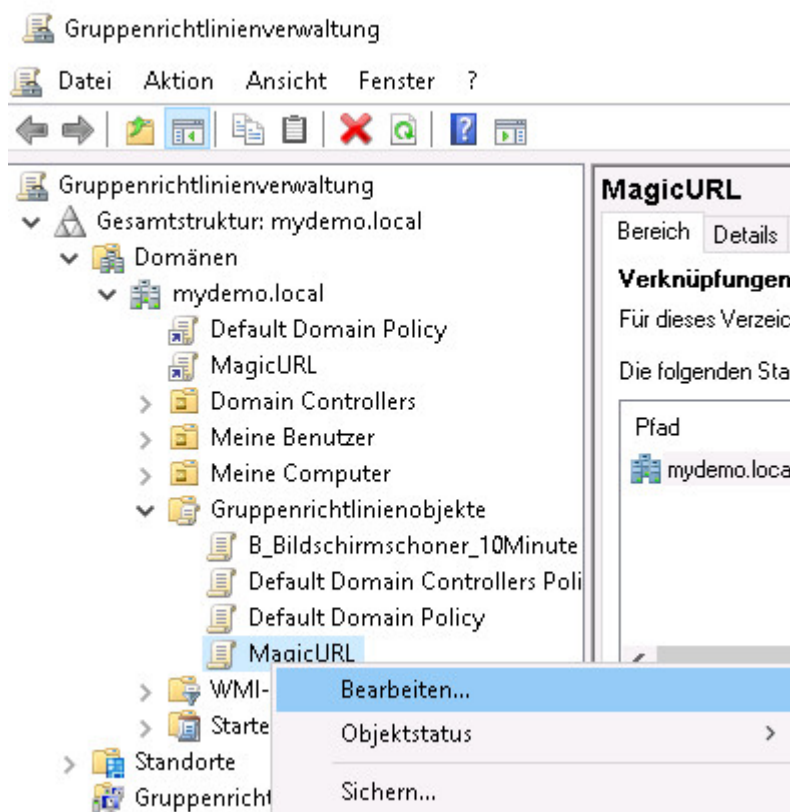 Gruppenrichtlinienverwaltung
Datei Aktion Ansicht Fenster ?
Gruppenrichtlinienverwaltung
Gesamtstruktur: mydemo.local
Domänen
mydemo.local
Default Domain Policy
MagicURL
Domain Controllers
Meine Benutzer
Meine Computer
Gruppenrichtlinienobjekte
B_Bildschirmschoner_10Minute
Default Domain Controllers Poli
Default Domain Policy
MagicURL
WMI-
Starte
Standorte
Gruppenricht
MagicURL
Bereich Details
Verknüpfungen
Für dieses Verzeic
Die folgenden Sta
Pfad
mydemo.loca
Bearbeiten...
Objektstatus
Sichern...